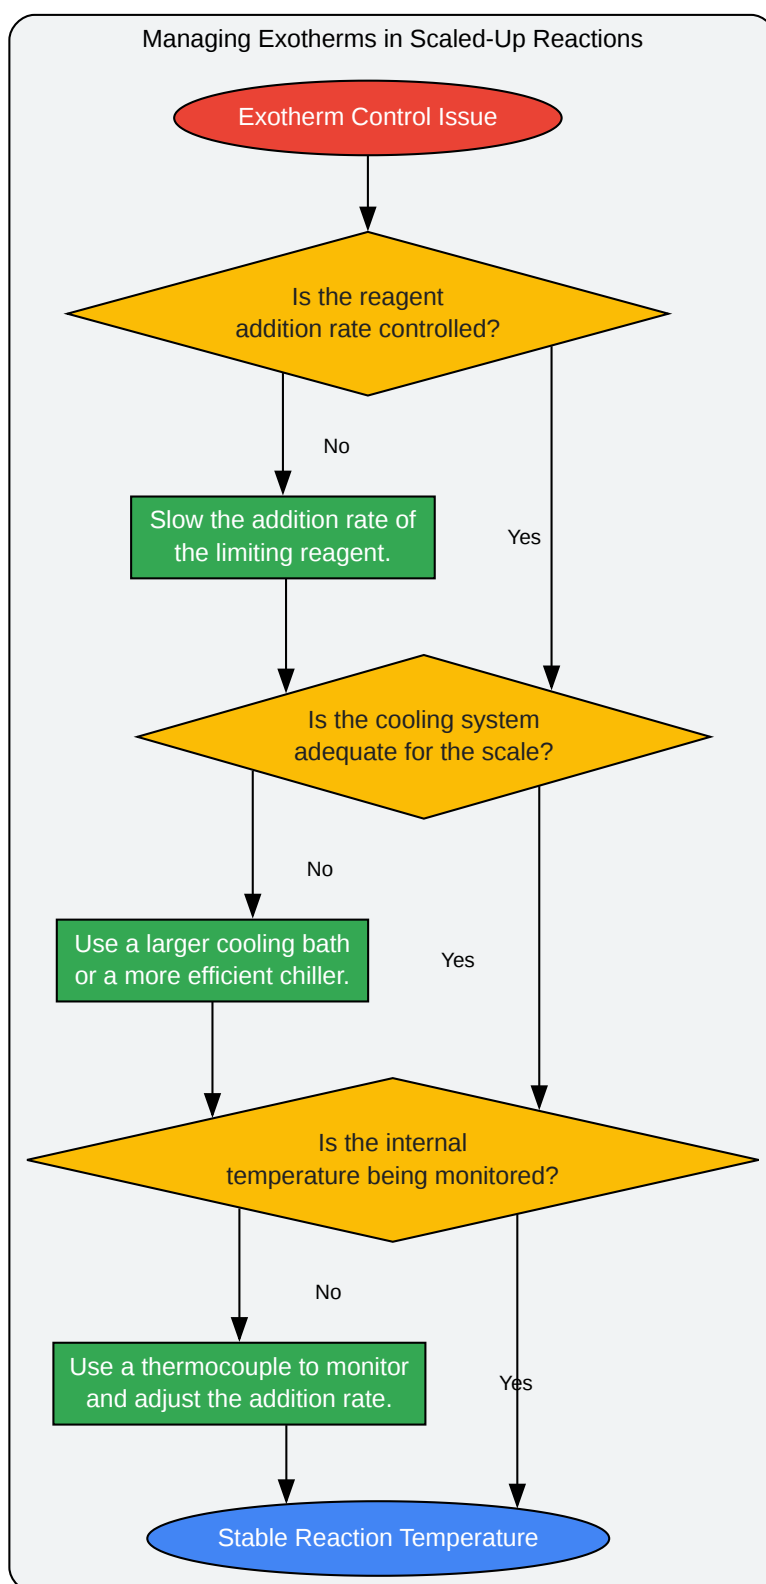 Managing Exotherms in Scaled-Up Reactions
Exotherm Control Issue
Is the reagent
addition rate controlled?
No
Slow the addition rate of
the limiting reagent.
Yes
Is the cooling system
adequate for the scale?
No
Use a larger cooling bath
or a more efficient chiller.
Yes
Is the internal
temperature being monitored?
No
Use a thermocouple to monitor
and adjust the addition rate.
Yes
Stable Reaction Temperature